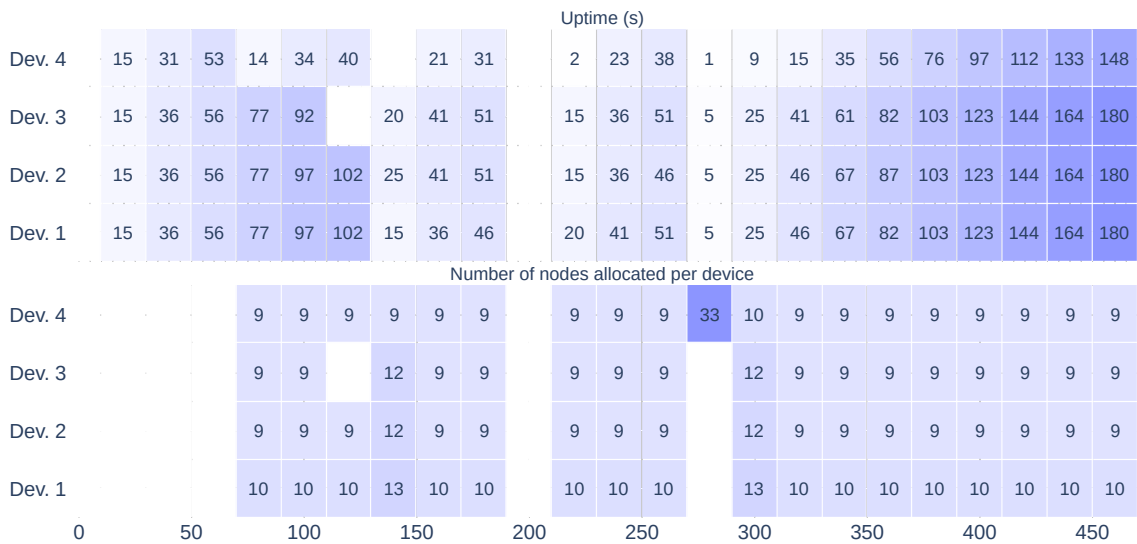 Uptime (s)
Dev. 4 15 31 53 14 34 40 21 31 2 23 38 1 9 15 35 56 76 97 112 133 148
Dev. 3 15 36 56 77 92 20 41 51 15 36 51 5 25 41 61 82 103 123 144 164 180
Dev. 2 15 36 56 77 97 102 25 41 51 15 36 46 5 25 46 67 87 103 123 144 164 180
Dev. 1 15 36 56 77 97 102 15 36 46 20 41 51 5 25 46 67 82 103 123 144 164 180
Number of nodes allocated per device
Dev. 4 9 9 9 9 9 9 9 9 9 33 10 9 9 9 9 9 9 9 9
Dev. 3 9 9 12 9 9 9 9 9 12 9 9 9 9 9 9 9 9
Dev. 2 9 9 9 12 9 9 9 9 9 12 9 9 9 9 9 9 9 9
Dev. 1 10 10 10 13 10 10 10 10 10 13 10 10 10 10 10 10 10 10
0 50 100 150 200 250 300 350 400 450